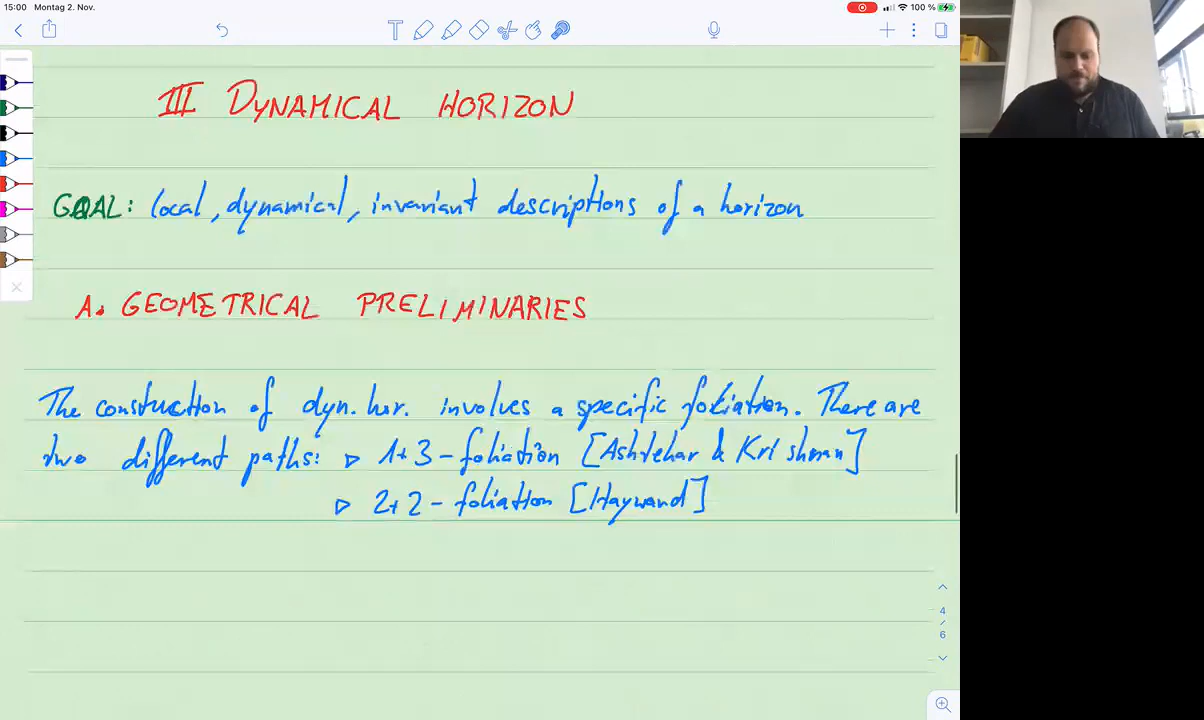 15:00 Montag 2. Nov.
100 %
III DYNAMICAL HORIZON
GOAL: local, dynamical, invariant descriptions of a horizon
A. GEOMETRICAL PRELIMINARIES
The construction of dyn. hor. involves a specific foliation. There are
two different paths: ▷ 1+3-foliation [Ashtekar & Krishnan]
▷ 2+2-foliation [Hayward]
4
/
6